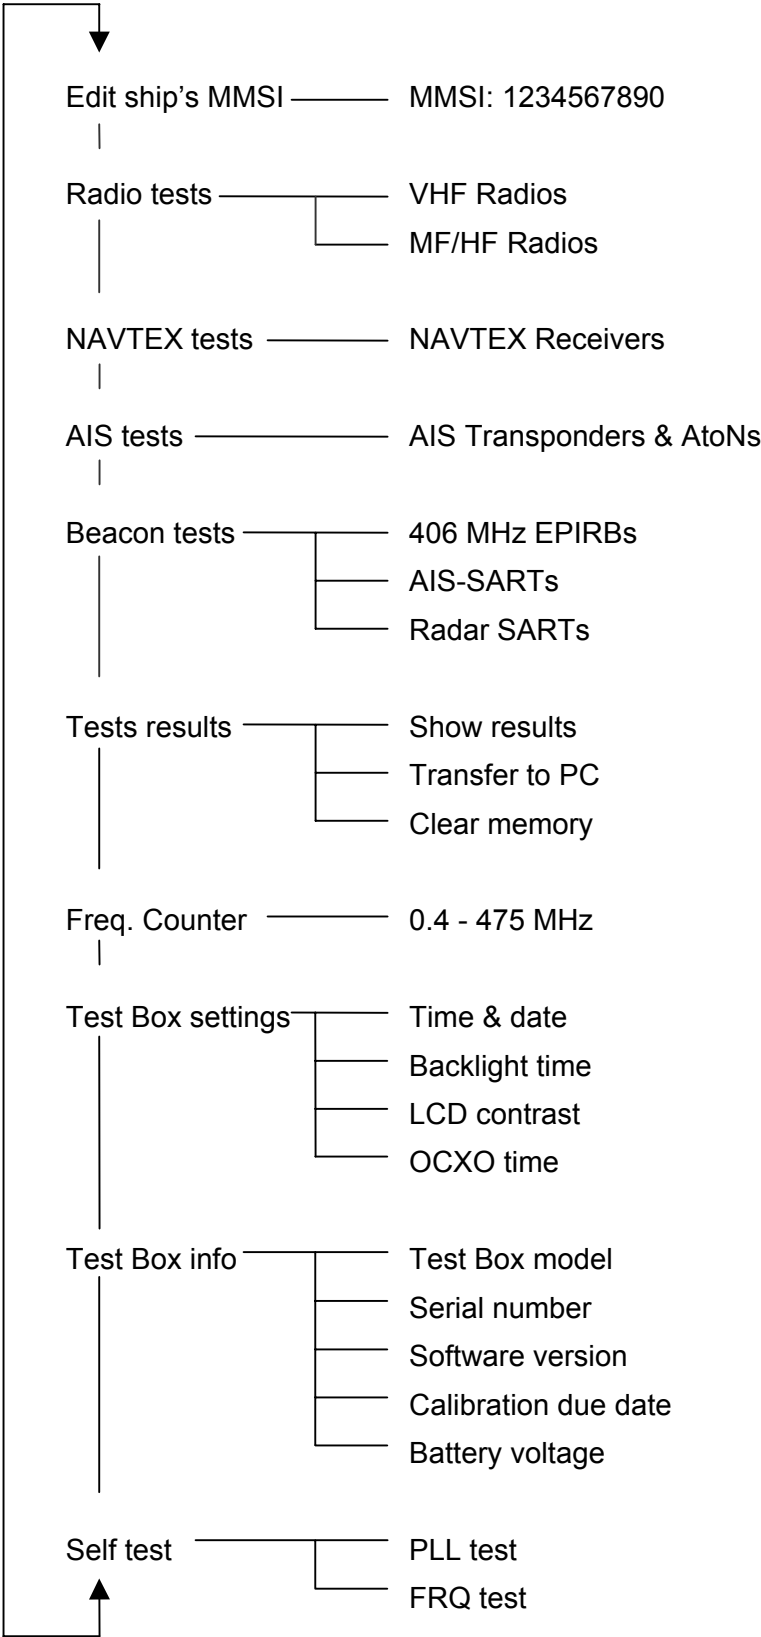 Edit ship’s MMSI MMSI: 1234567890
Radio tests VHF Radios
MF/HF Radios
NAVTEX tests NAVTEX Receivers
AIS tests AIS Transponders & AtoNs
Beacon tests 406 MHz EPIRBs
AIS-SARTs
Radar SARTs
Tests results Show results
Transfer to PC
Clear memory
Freq. Counter 0.4 - 475 MHz
Test Box settings Time & date
Backlight time
LCD contrast
OCXO time
Test Box info Test Box model
Serial number
Software version
Calibration due date
Battery voltage
Self test PLL test
FRQ test